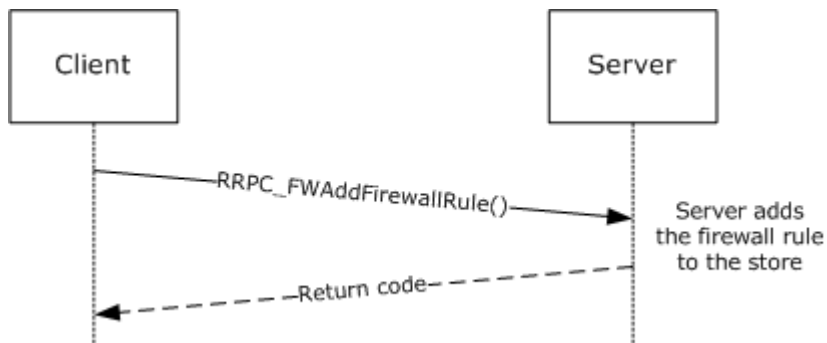 Client
Server
RRPC_FWAddFirewallRule()
Server adds
the firewall rule
to the store
Return code